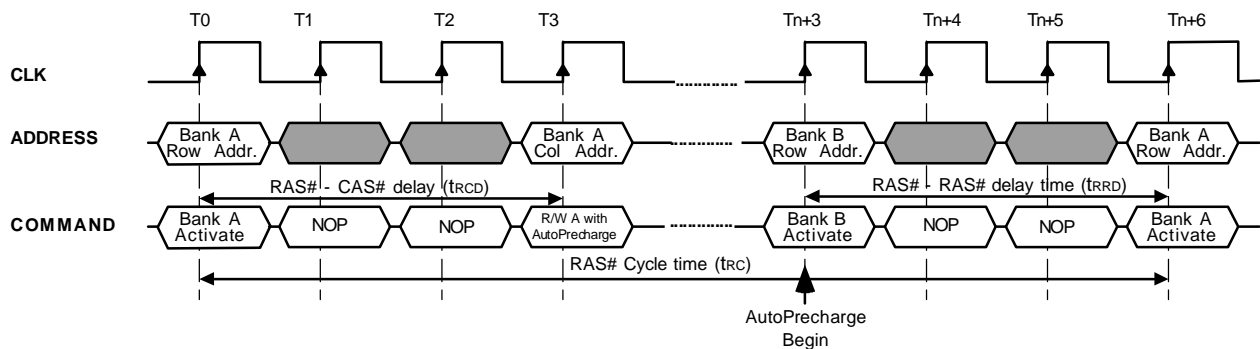 T0 T1 T2 T3 Tn+3 Tn+4 Tn+5 Tn+6
CLK
ADDRESS
Bank A
Row Addr.
Bank A
Col Addr.
Bank B
Row Addr.
Bank A
Row Addr.
RAS# - CAS# delay (tRCD)
RAS# - RAS# delay time (tRRD)
COMMAND
Bank A
Activate
NOP
NOP
R/W A with
AutoPrecharge
Bank B
Activate
NOP
NOP
Bank A
Activate
RAS# Cycle time (tRC)
AutoPrecharge
Begin